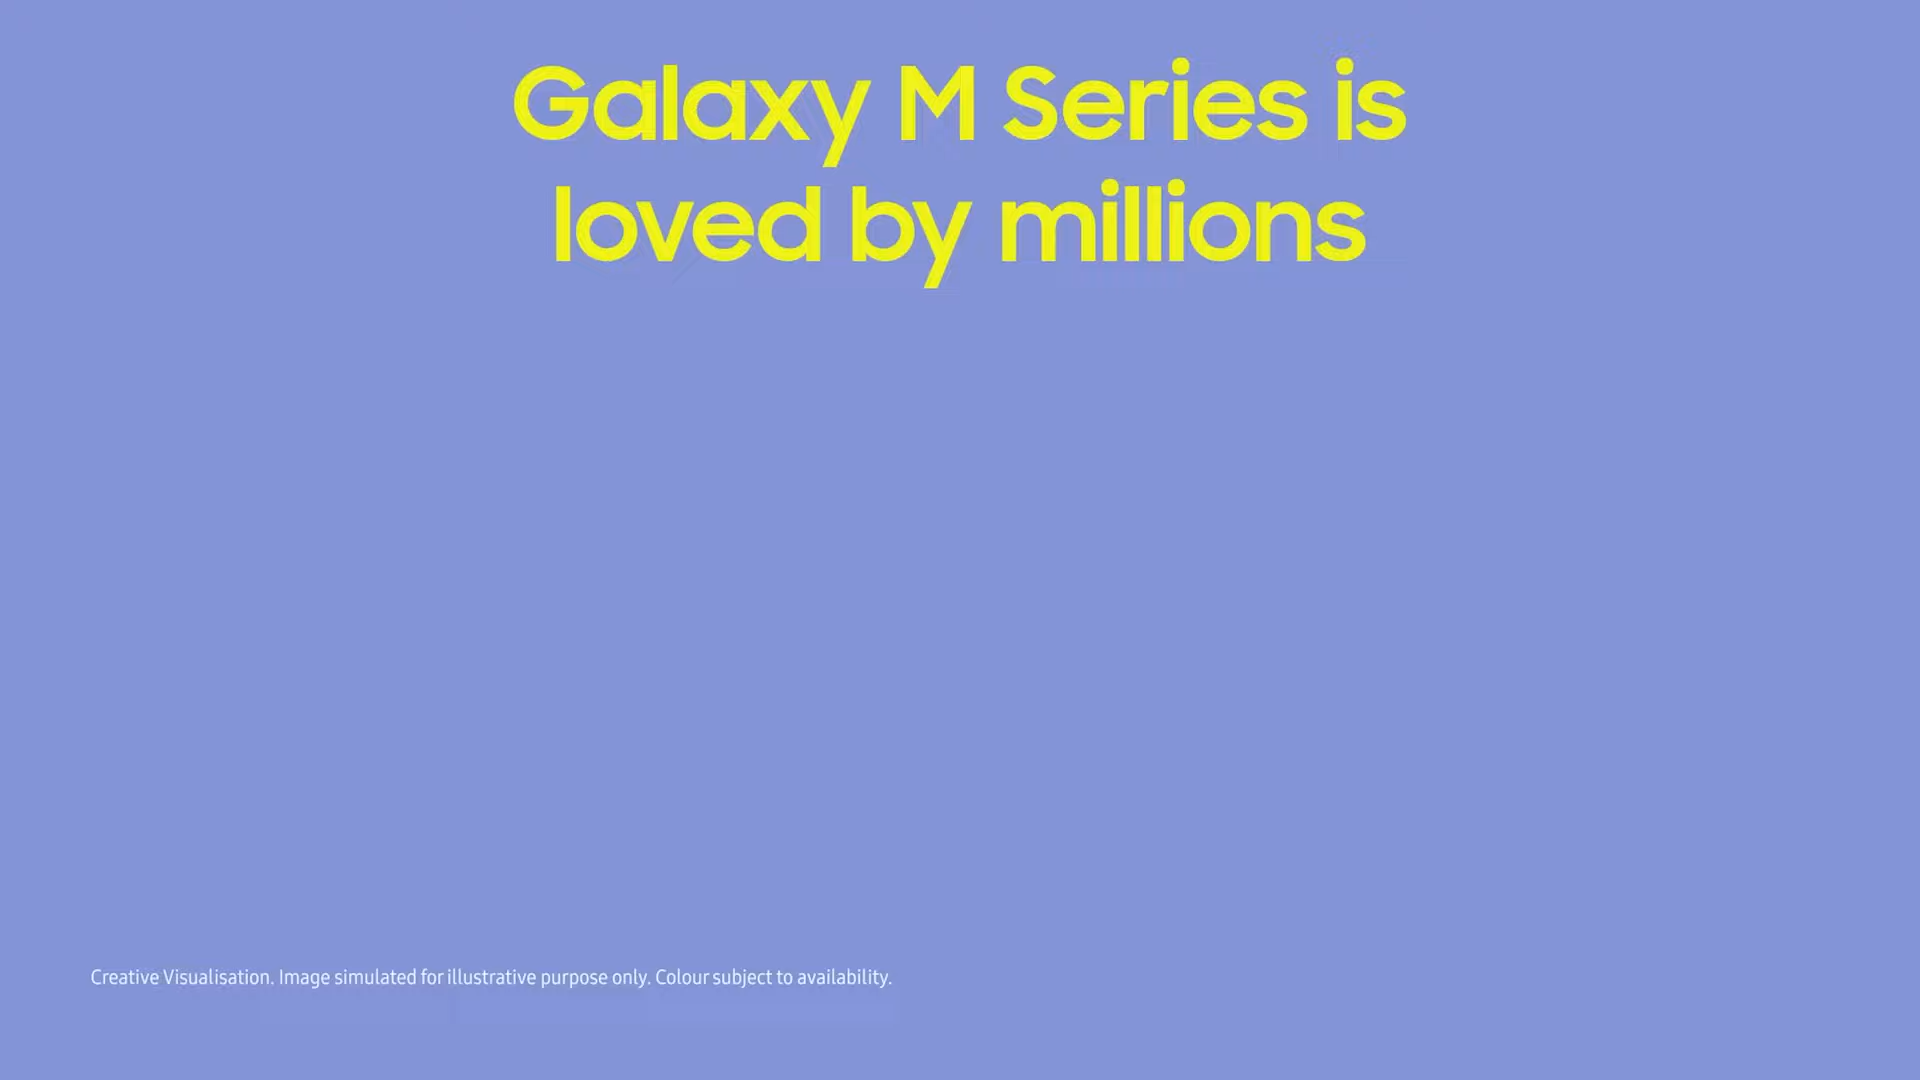 Galaxy M Series is
loved by millions
Creative Visualisation. Image simulated for illustrative purpose only. Colour subject to availability.